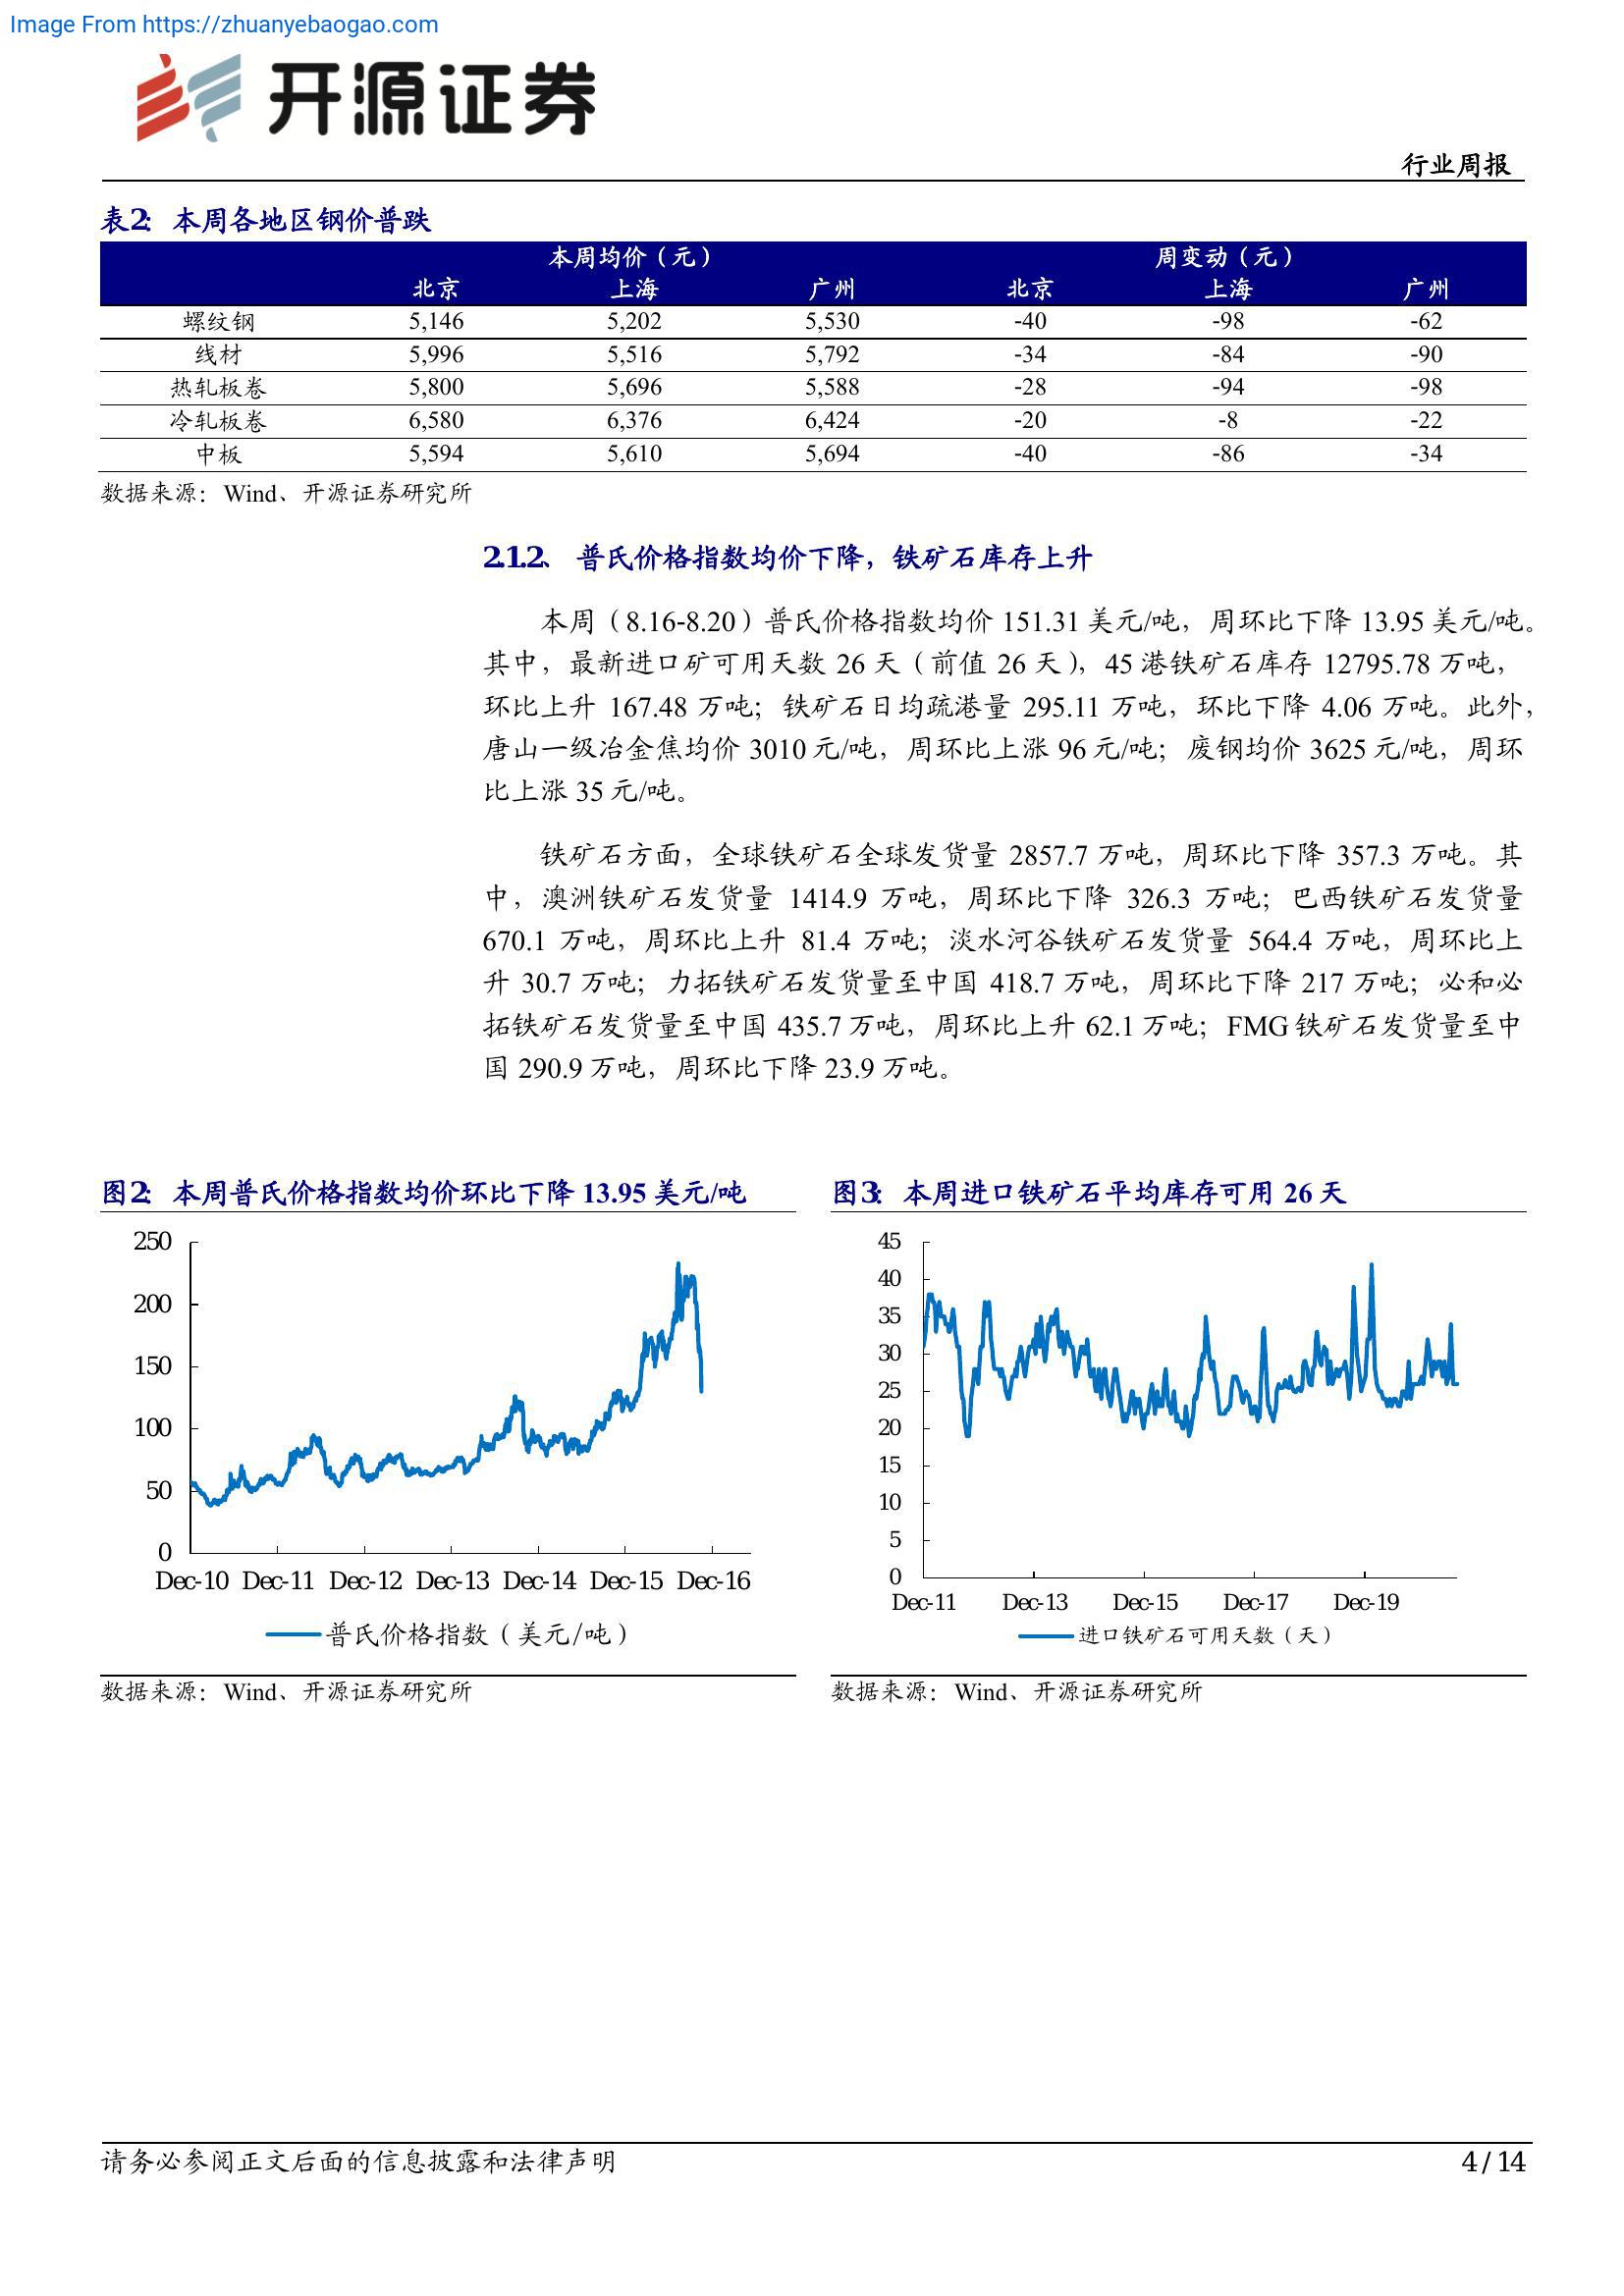 Image From https://zhuanyebaogao.com
开源证券
行业周报
表2： 本周各地区钢价普跌
本周均价（元） 周变动（元）
北京 上海 广州 北京 上海 广州
螺纹钢 5,146 5,202 5,530 -40 -98 -62
线材 5,996 5,516 5,792 -34 -84 -90
热轧板卷 5,800 5,696 5,588 -28 -94 -98
冷轧板卷 6,580 6,376 6,424 -20 -8 -22
中板 5,594 5,610 5,694 -40 -86 -34
数据来源：Wind、开源证券研究所
2.1.2、 普氏价格指数均价下降，铁矿石库存上升
本周（8.16-8.20）普氏价格指数均价 151.31 美元/吨，周环比下降 13.95 美元/吨。
其中，最新进口矿可用天数 26 天（前值 26 天），45 港铁矿石库存 12795.78 万吨，
环比上升 167.48 万吨；铁矿石日均疏港量 295.11 万吨，环比下降 4.06 万吨。此外，
唐山一级冶金焦均价 3010 元/吨，周环比上涨 96 元/吨；废钢均价 3625 元/吨，周环
比上涨 35 元/吨。
铁矿石方面，全球铁矿石全球发货量 2857.7 万吨，周环比下降 357.3 万吨。其
中，澳洲铁矿石发货量 1414.9 万吨，周环比下降 326.3 万吨；巴西铁矿石发货量
670.1 万吨，周环比上升 81.4 万吨；淡水河谷铁矿石发货量 564.4 万吨，周环比上
升 30.7 万吨；力拓铁矿石发货量至中国 418.7 万吨，周环比下降 217 万吨；必和必
拓铁矿石发货量至中国 435.7 万吨，周环比上升 62.1 万吨；FMG 铁矿石发货量至中
国 290.9 万吨，周环比下降 23.9 万吨。
图2： 本周普氏价格指数均价环比下降 13.95 美元/吨
250
200
150
100
50
0
Dec-10 Dec-11 Dec-12 Dec-13 Dec-14 Dec-15 Dec-16
普氏价格指数（美元/吨）
数据来源：Wind、开源证券研究所
图3： 本周进口铁矿石平均库存可用 26 天
45
40
35
30
25
20
15
10
5
0
Dec-11 Dec-13 Dec-15 Dec-17 Dec-19
进口铁矿石可用天数（天）
数据来源：Wind、开源证券研究所
请务必参阅正文后面的信息披露和法律声明 4 / 14